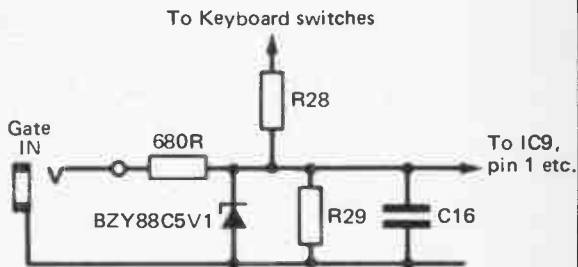 To Keyboard switches
R28
Gate
IN
680R
To IC9,
pin 1 etc.
BZY88C5V1
R29
C16